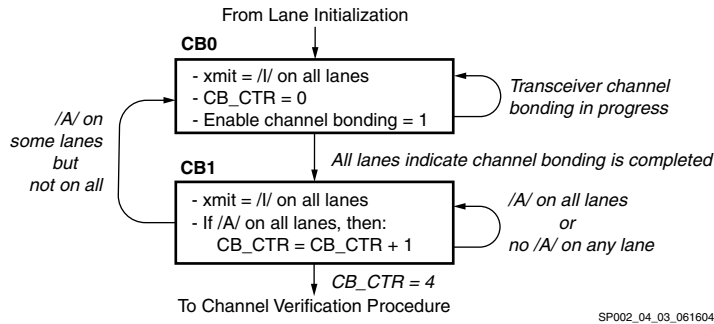 From Lane Initialization
CB0
- xmit = /I/ on all lanes
- CB_CTR = 0
- Enable channel bonding = 1
Transceiver channel
bonding in progress
/A/ on
some lanes
but
not on all
All lanes indicate channel bonding is completed
CB1
- xmit = /I/ on all lanes
- If /A/ on all lanes, then:
CB_CTR = CB_CTR + 1
/A/ on all lanes
or
no /A/ on any lane
CB_CTR = 4
To Channel Verification Procedure
SP002_04_03_061604